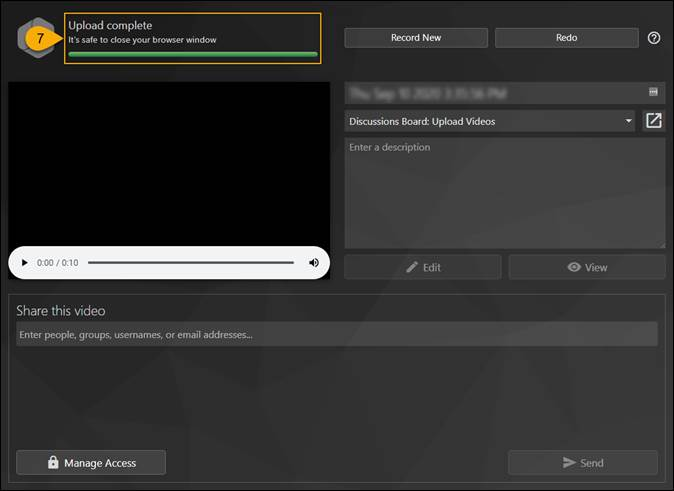 7
Upload complete
It's safe to close your browser window
Record New
Redo
Discussions Board: Upload Videos
Enter a description
0:00 / 0:10
Edit
View
Share this video
Enter people, groups, usernames, or email addresses...
Manage Access
Send